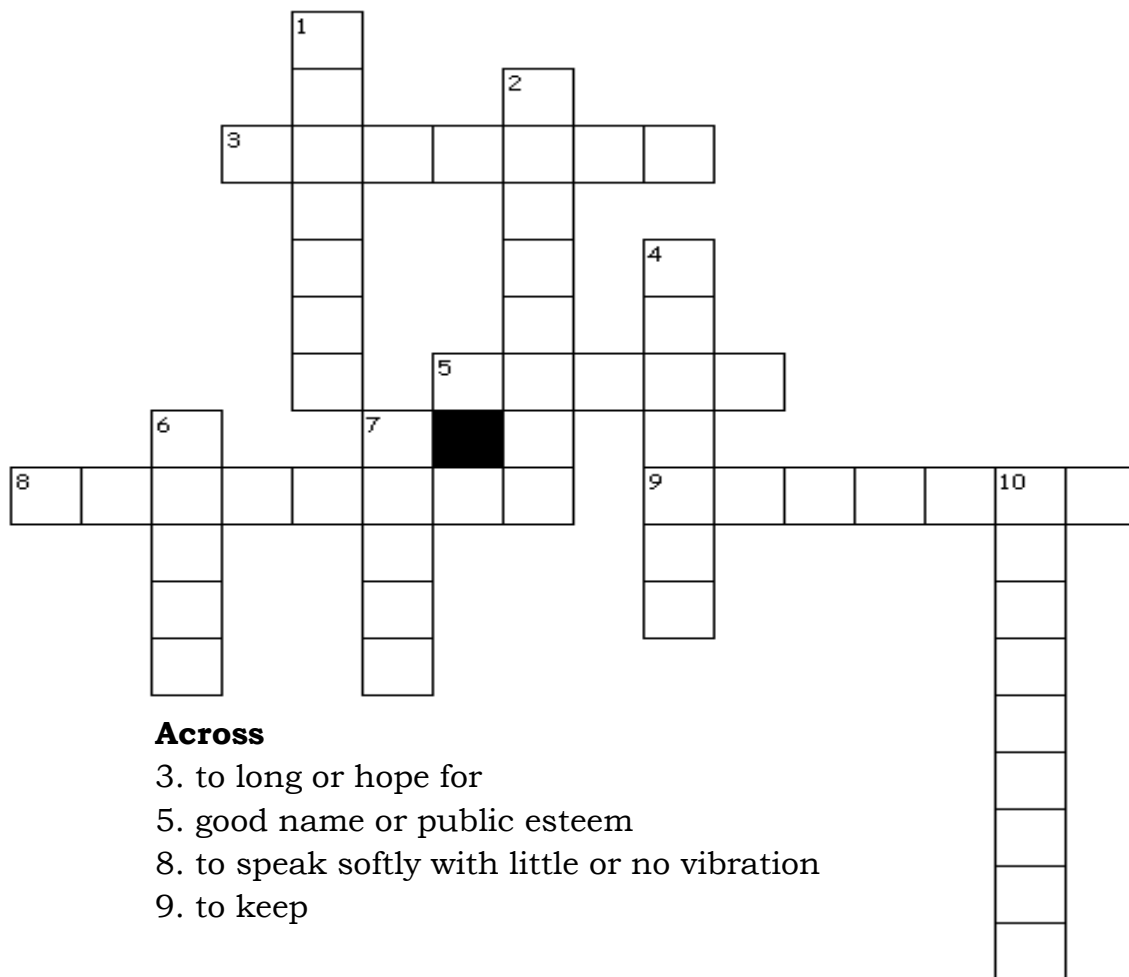 1
2
3
4
5
6 7
8 9 10
Across
3. to long or hope for
5. good name or public esteem
8. to speak softly with little or no vibration
9. to keep